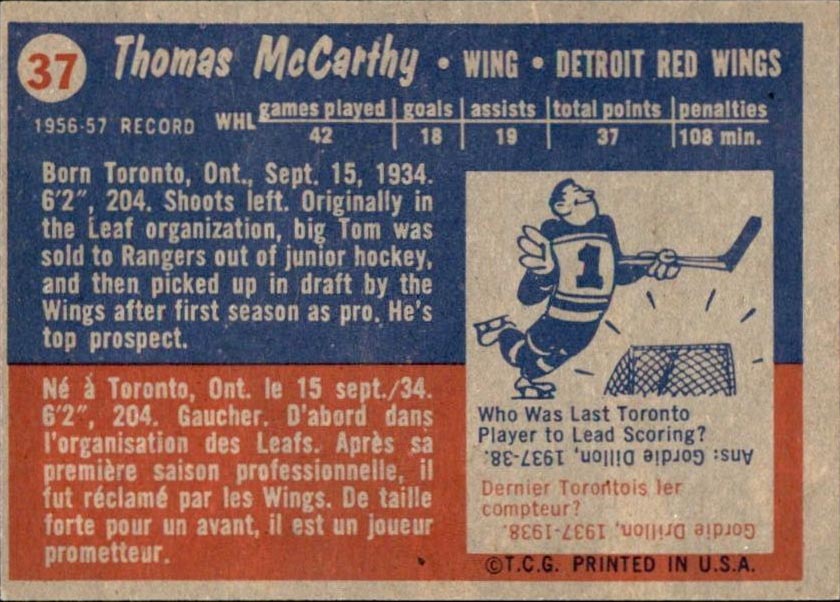 37
Thomas McCarthy • WING • DETROIT RED WINGS
games played goals assists total points penalties
1956-57 RECORD WHL 42 18 19 37 108 min.
Born Toronto, Ont., Sept. 15, 1934.
6'2", 204. Shoots left. Originally in
the Leaf organization, big Tom was
sold to Rangers out of junior hockey,
and then picked up in draft by the
Wings after first season as pro. He's
top prospect.
Né à Toronto, Ont. le 15 sept./34.
6'2", 204. Gaucher. D'abord dans
l'organisation des Leafs. Après sa
première saison professionnelle, il
fut réclamé par les Wings. De taille
forte pour un avant, il est un joueur
prometteur.
1
Who Was Last Toronto
Player to Lead Scoring?
Ans: Gordie Dillon, 1937-38.
Dernier Torontois ler
compteur?
Gordie Drillon, 1937-1938.
©T.C.G. PRINTED IN U.S.A.